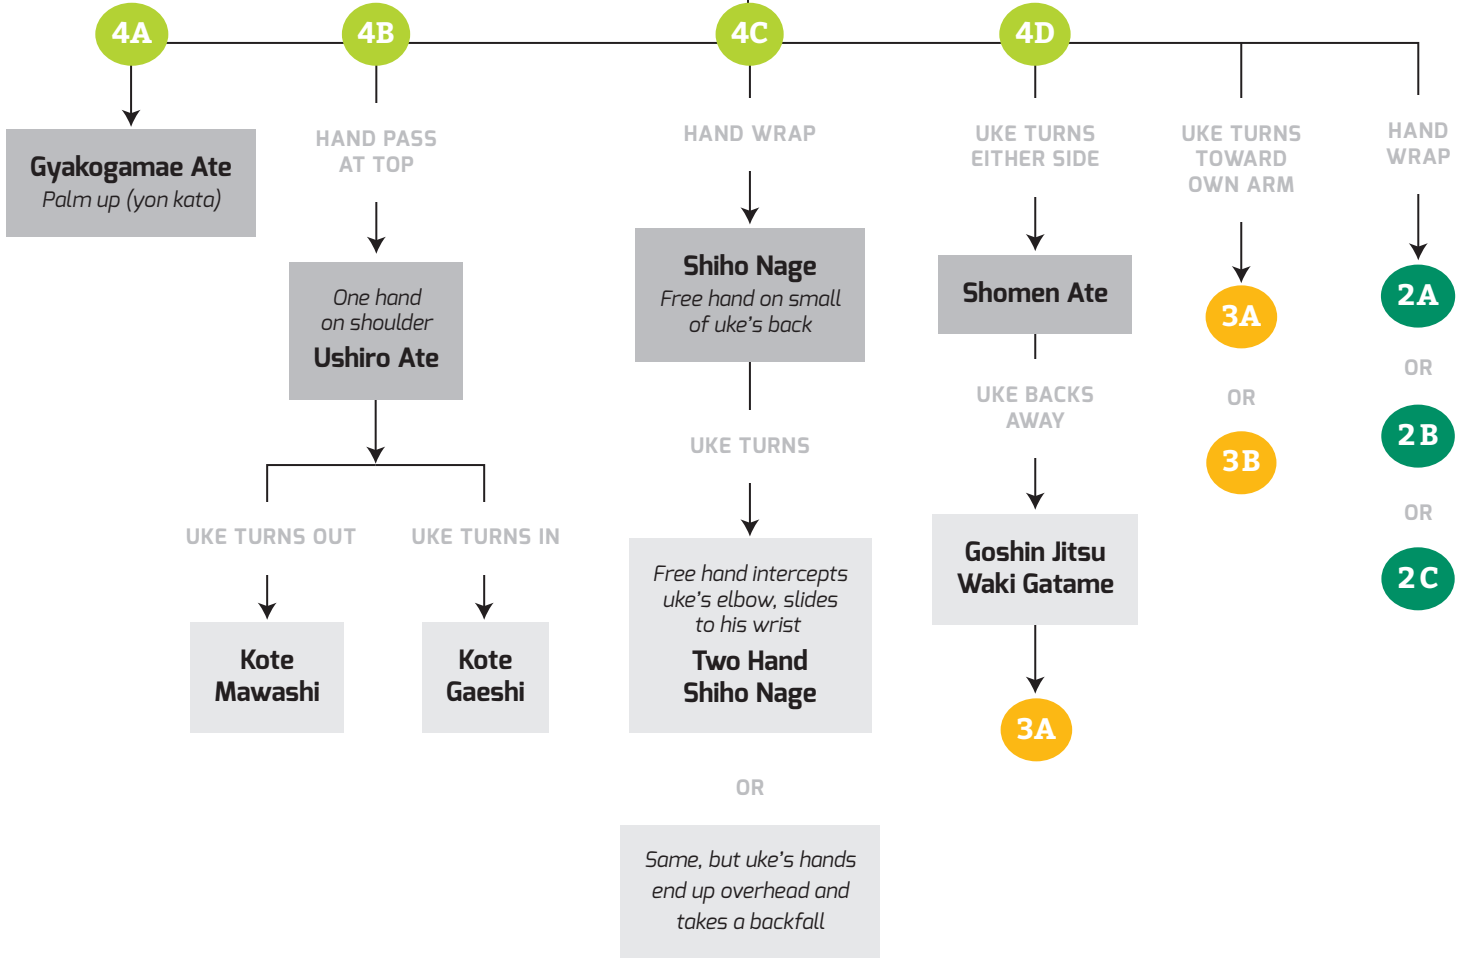 4A
4B
4C
4D
Gyakogamae Ate
Palm up (yon kata)
HAND PASS
AT TOP
One hand
on shoulder
Ushiro Ate
UKE TURNS OUT
UKE TURNS IN
Kote
Mawashi
Kote
Gaeshi
HAND WRAP
Shiho Nage
Free hand on small
of uke's back
UKE TURNS
Free hand intercepts
uke's elbow, slides
to his wrist
Two Hand
Shiho Nage
OR
Same, but uke's hands
end up overhead and
takes a backfall
UKE TURNS
EITHER SIDE
Shomen Ate
UKE BACKS
AWAY
Goshin Jitsu
Waki Gatame
3A
UKE TURNS
TOWARD
OWN ARM
3A
OR
3B
HAND
WRAP
2A
OR
2B
OR
2C